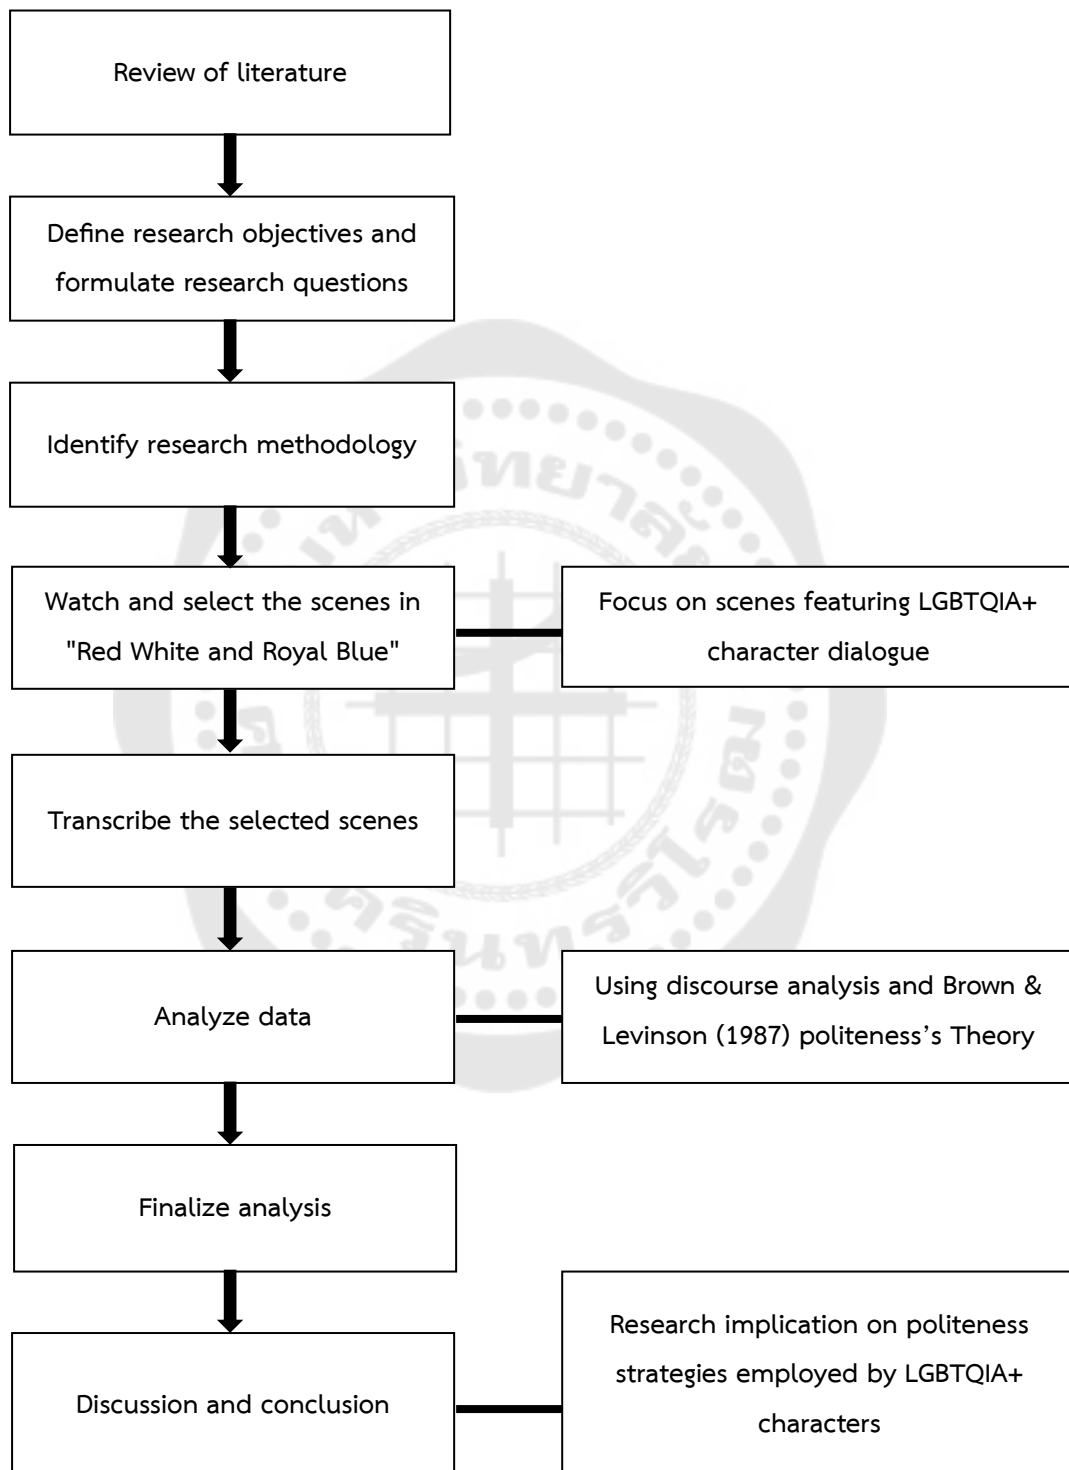 Review of literature
Define research objectives and
formulate research questions
Identify research methodology
Watch and select the scenes in
"Red White and Royal Blue"
Focus on scenes featuring LGBTQIA+
character dialogue
Transcribe the selected scenes
Analyze data
Using discourse analysis and Brown &
Levinson (1987) politeness’s Theory
Finalize analysis
Discussion and conclusion
Research implication on politeness
strategies employed by LGBTQIA+
characters